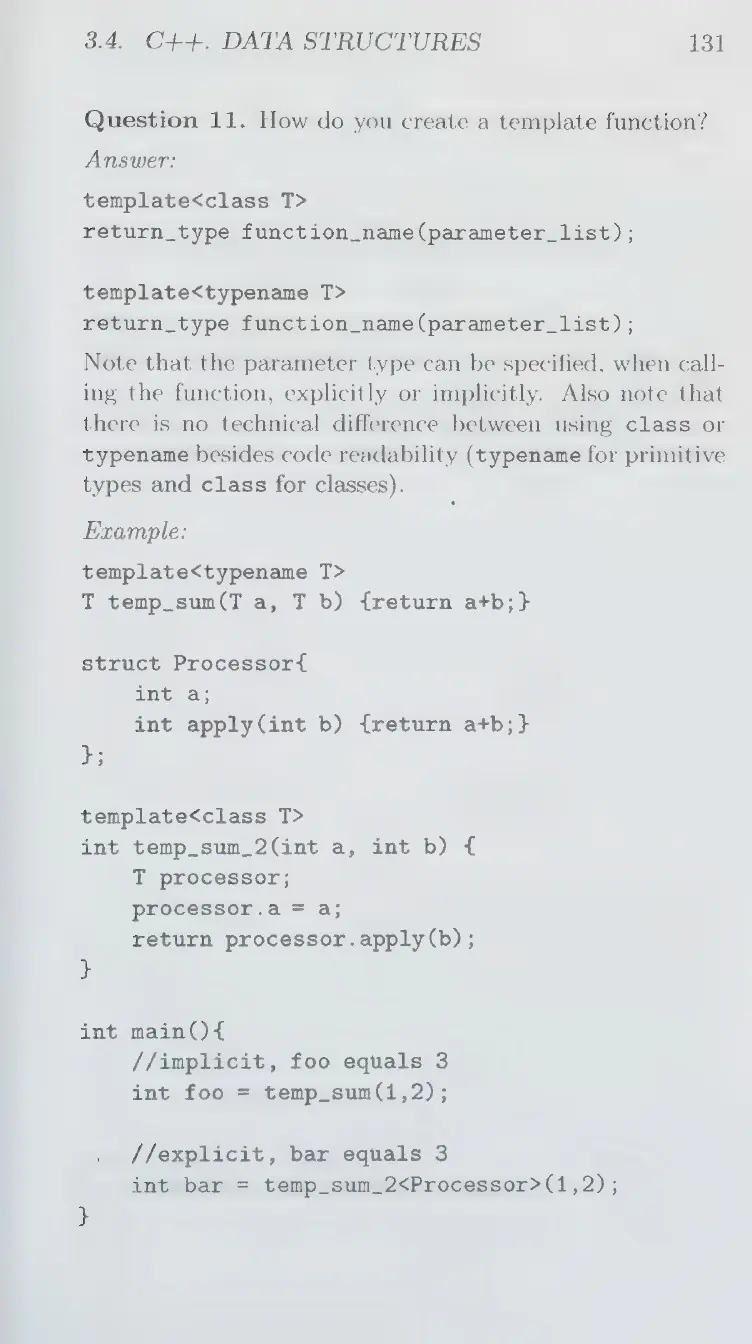 3.4. C++. DATA STRUCTURES 131
Question 11. How do you create a template function?
Answer:
template<class T>
return_type function_name(parameter_list);
template<typename T>
return_type function_name(parameter_list);
Note that the parameter type can be specified, when call-
ing the function, explicitly or implicitly. Also note that
there is no technical difference between using class or
typename besides code readability (typename for primitive
types and class for classes).
Example:
template<typename T>
T temp_sum(T a, T b) {return a+b;}
struct Processor{
    int a;
    int apply(int b) {return a+b;}
};
template<class T>
int temp_sum_2(int a, int b) {
    T processor;
    processor.a = a;
    return processor.apply(b);
}
int main(){
    //implicit, foo equals 3
    int foo = temp_sum(1,2);
    //explicit, bar equals 3
    int bar = temp_sum_2<Processor>(1,2);
}